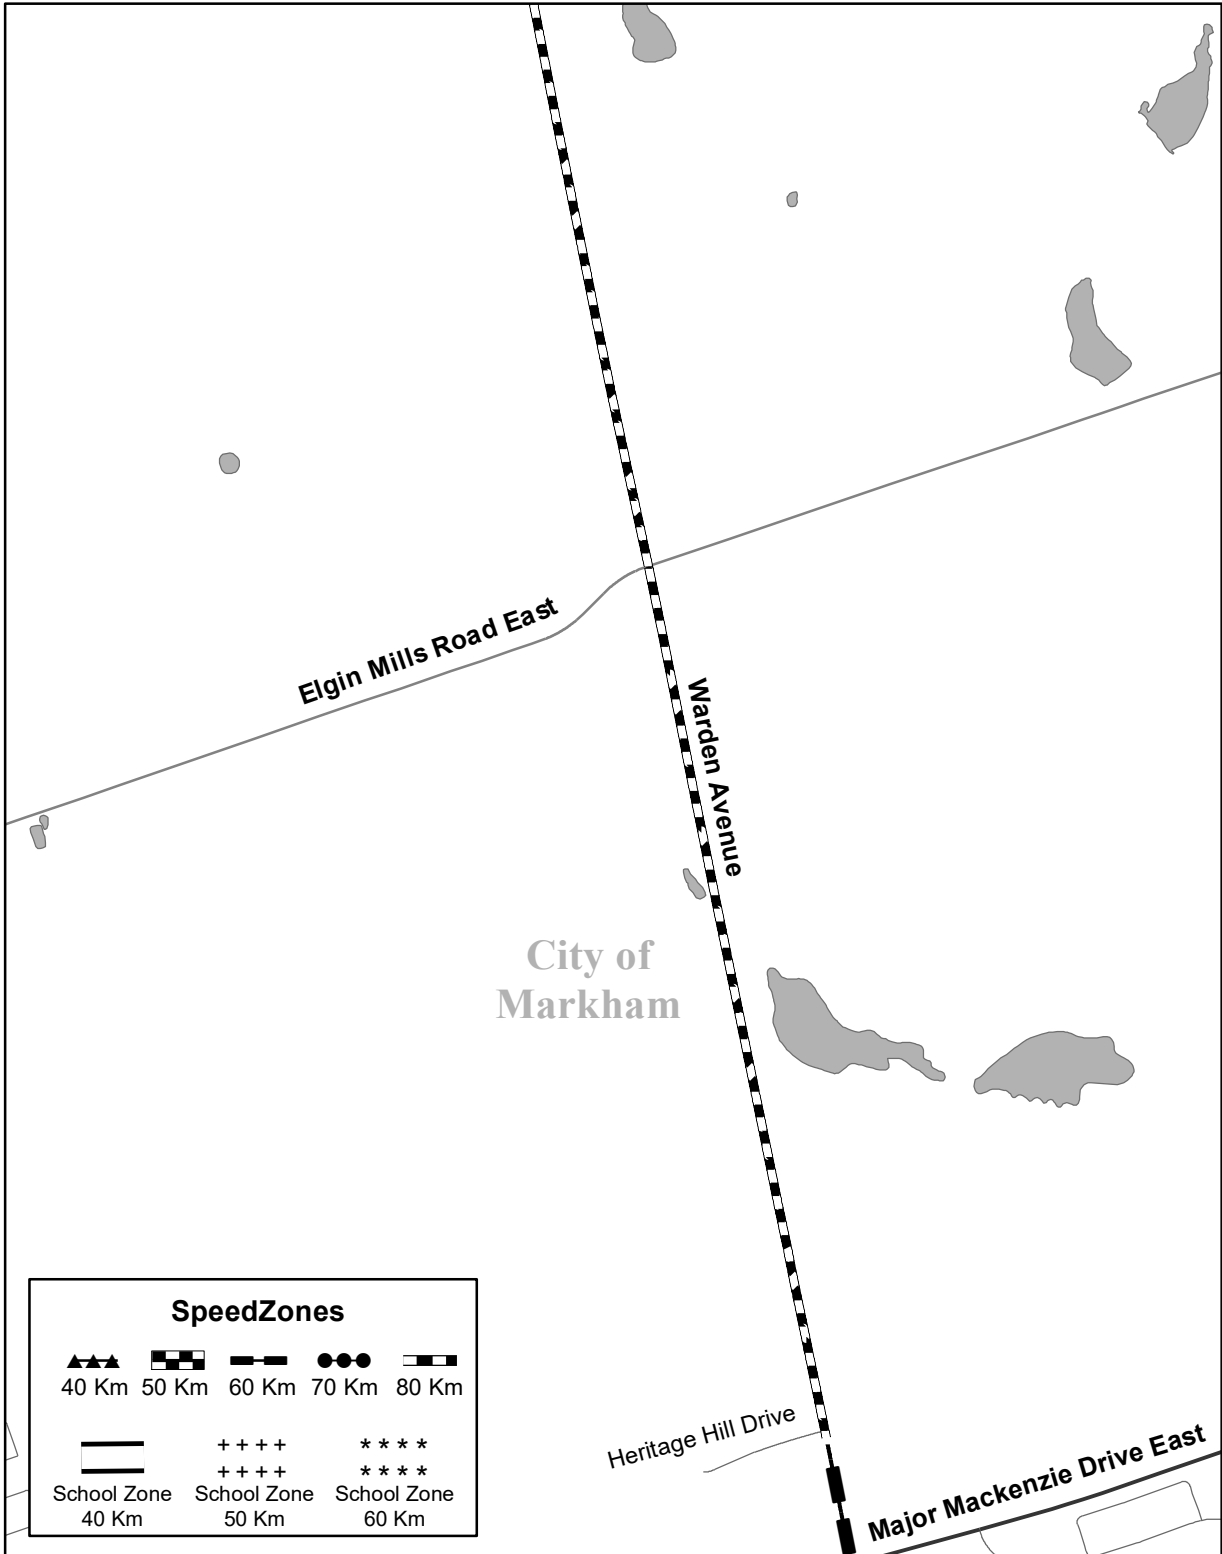 Elgin Mills Road East
Warden Avenue
City of
Markham
Heritage Hill Drive
Major Mackenzie Drive East
SpeedZones
40 Km 50 Km 60 Km 70 Km 80 Km
School Zone School Zone School Zone
40 Km 50 Km 60 Km